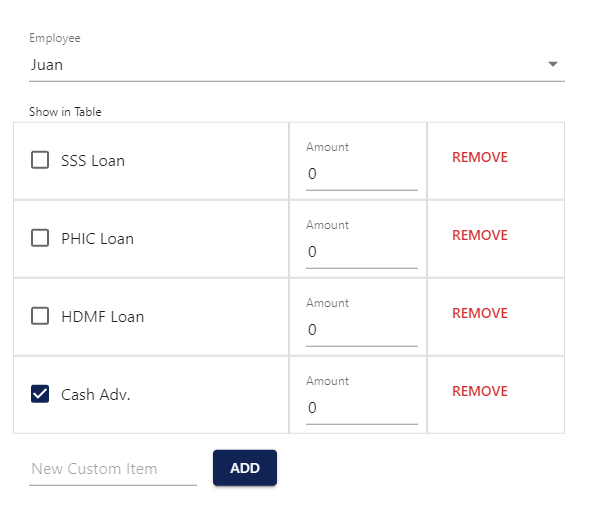 Employee
Juan
Show in Table
SSS Loan
Amount
0
REMOVE
PHIC Loan
Amount
0
REMOVE
HDMF Loan
Amount
0
REMOVE
Cash Adv.
Amount
0
REMOVE
New Custom Item
ADD